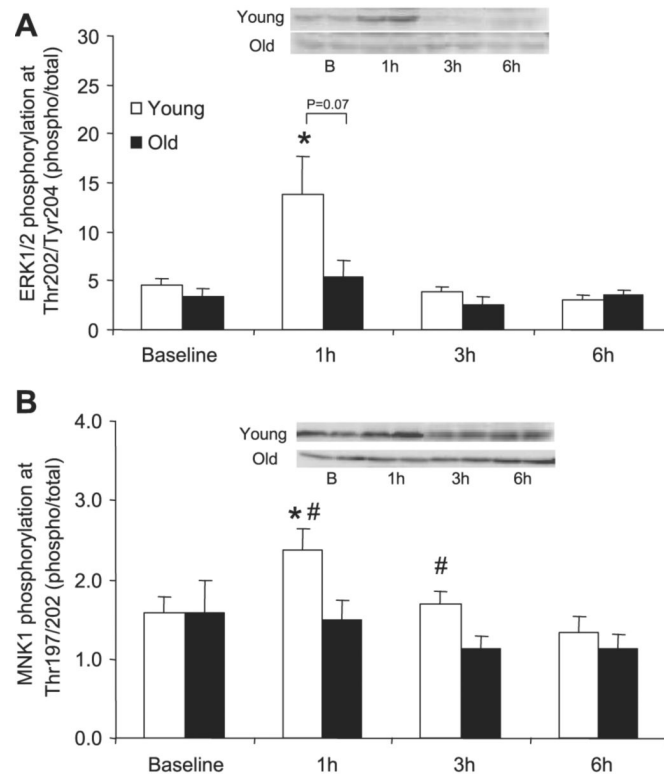 A
Young
Old
B 1h 3h 6h
ERK1/2 phosphorylation at
Thr202/Tyr204 (phospho/total)
30
25
20
15
10
5
0
Young
Old
P=0.07
*
Baseline 1h 3h 6h
B
Young
Old
B 1h 3h 6h
MNK1 phosphorylation at
Thr197/202 (phospho/total)
4.0
3.0
2.0
1.0
0.0
* #
#
Baseline 1h 3h 6h